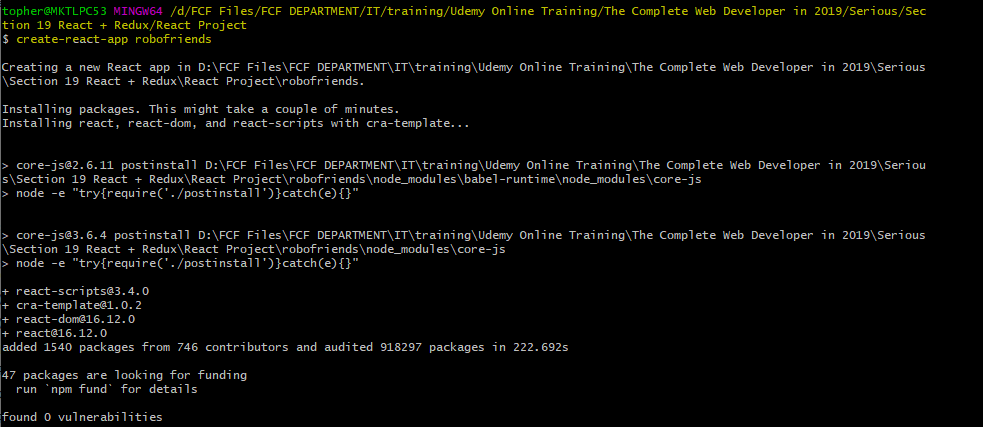 topher@MKTLPC53 MINGW64 /d/FCF Files/FCF DEPARTMENT/IT/training/Udemy Online Training/The Complete Web Developer in 2019/Serious/Sec
tion 19 React + Redux/React Project
$ create-react-app robofriends
Creating a new React app in D:\FCF Files\FCF DEPARTMENT\IT\training\Udemy Online Training\The Complete Web Developer in 2019\Serious
\Section 19 React + Redux\React Project\robofriends.
Installing packages. This might take a couple of minutes.
Installing react, react-dom, and react-scripts with cra-template...
> core-js@2.6.11 postinstall D:\FCF Files\FCF DEPARTMENT\IT\training\Udemy Online Training\The Complete Web Developer in 2019\Seriou
s\Section 19 React + Redux\React Project\robofriends\node_modules\babel-runtime\node_modules\core-js
> node -e "try{require('./postinstall')}catch(e){}"
> core-js@3.6.4 postinstall D:\FCF Files\FCF DEPARTMENT\IT\training\Udemy Online Training\The Complete Web Developer in 2019\Serious
\Section 19 React + Redux\React Project\robofriends\node_modules\core-js
> node -e "try{require('./postinstall')}catch(e){}"
+ react-scripts@3.4.0
+ cra-template@1.0.2
+ react-dom@16.12.0
+ react@16.12.0
added 1540 packages from 746 contributors and audited 918297 packages in 222.692s
47 packages are looking for funding
run `npm fund` for details
found 0 vulnerabilities